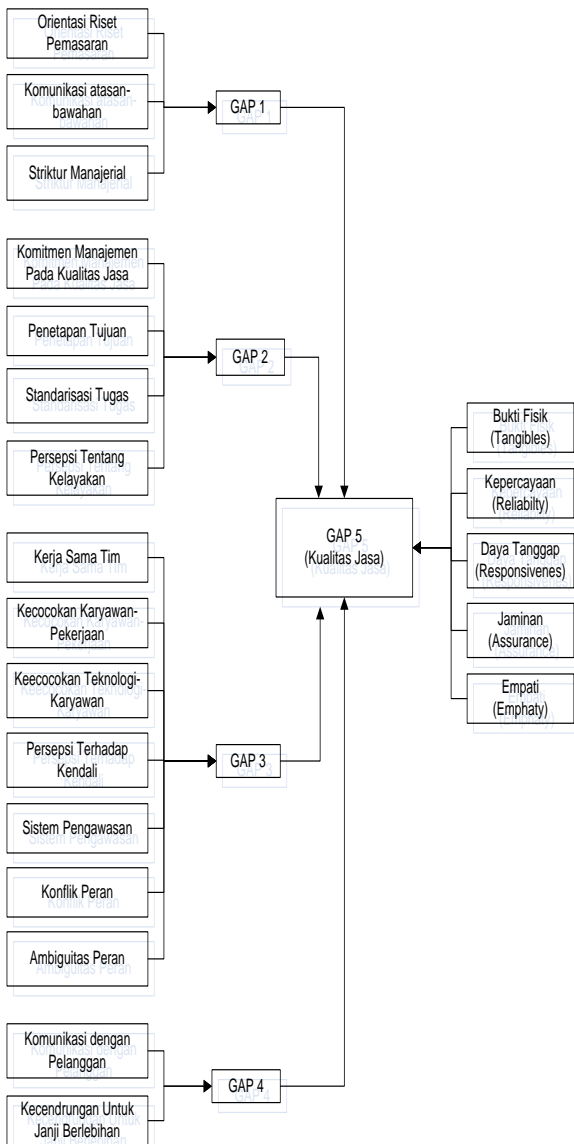 Orientasi Riset
Pemasaran
Komunikasi atasan-
bawahan
Striktur Manajerial
GAP 1
Komitmen Manajemen
Pada Kualitas Jasa
Penetapan Tujuan
Standarisasi Tugas
Persepsi Tentang
Kelayakan
GAP 2
Kerja Sama Tim
Kecocokan Karyawan-
Pekerjaan
Keecocokan Teknologi-
Karyawan
Persepsi Terhadap
Kendali
Sistem Pengawasan
Konflik Peran
Ambiguitas Peran
GAP 3
Komunikasi dengan
Pelanggan
Kecendrungan Untuk
Janji Berlebihan
GAP 4
GAP 5
(Kualitas Jasa)
Bukti Fisik
(Tangibles)
Kepercayaan
(Reliabilty)
Daya Tanggap
(Responsivenes)
Jaminan
(Assurance)
Empati
(Emphaty)